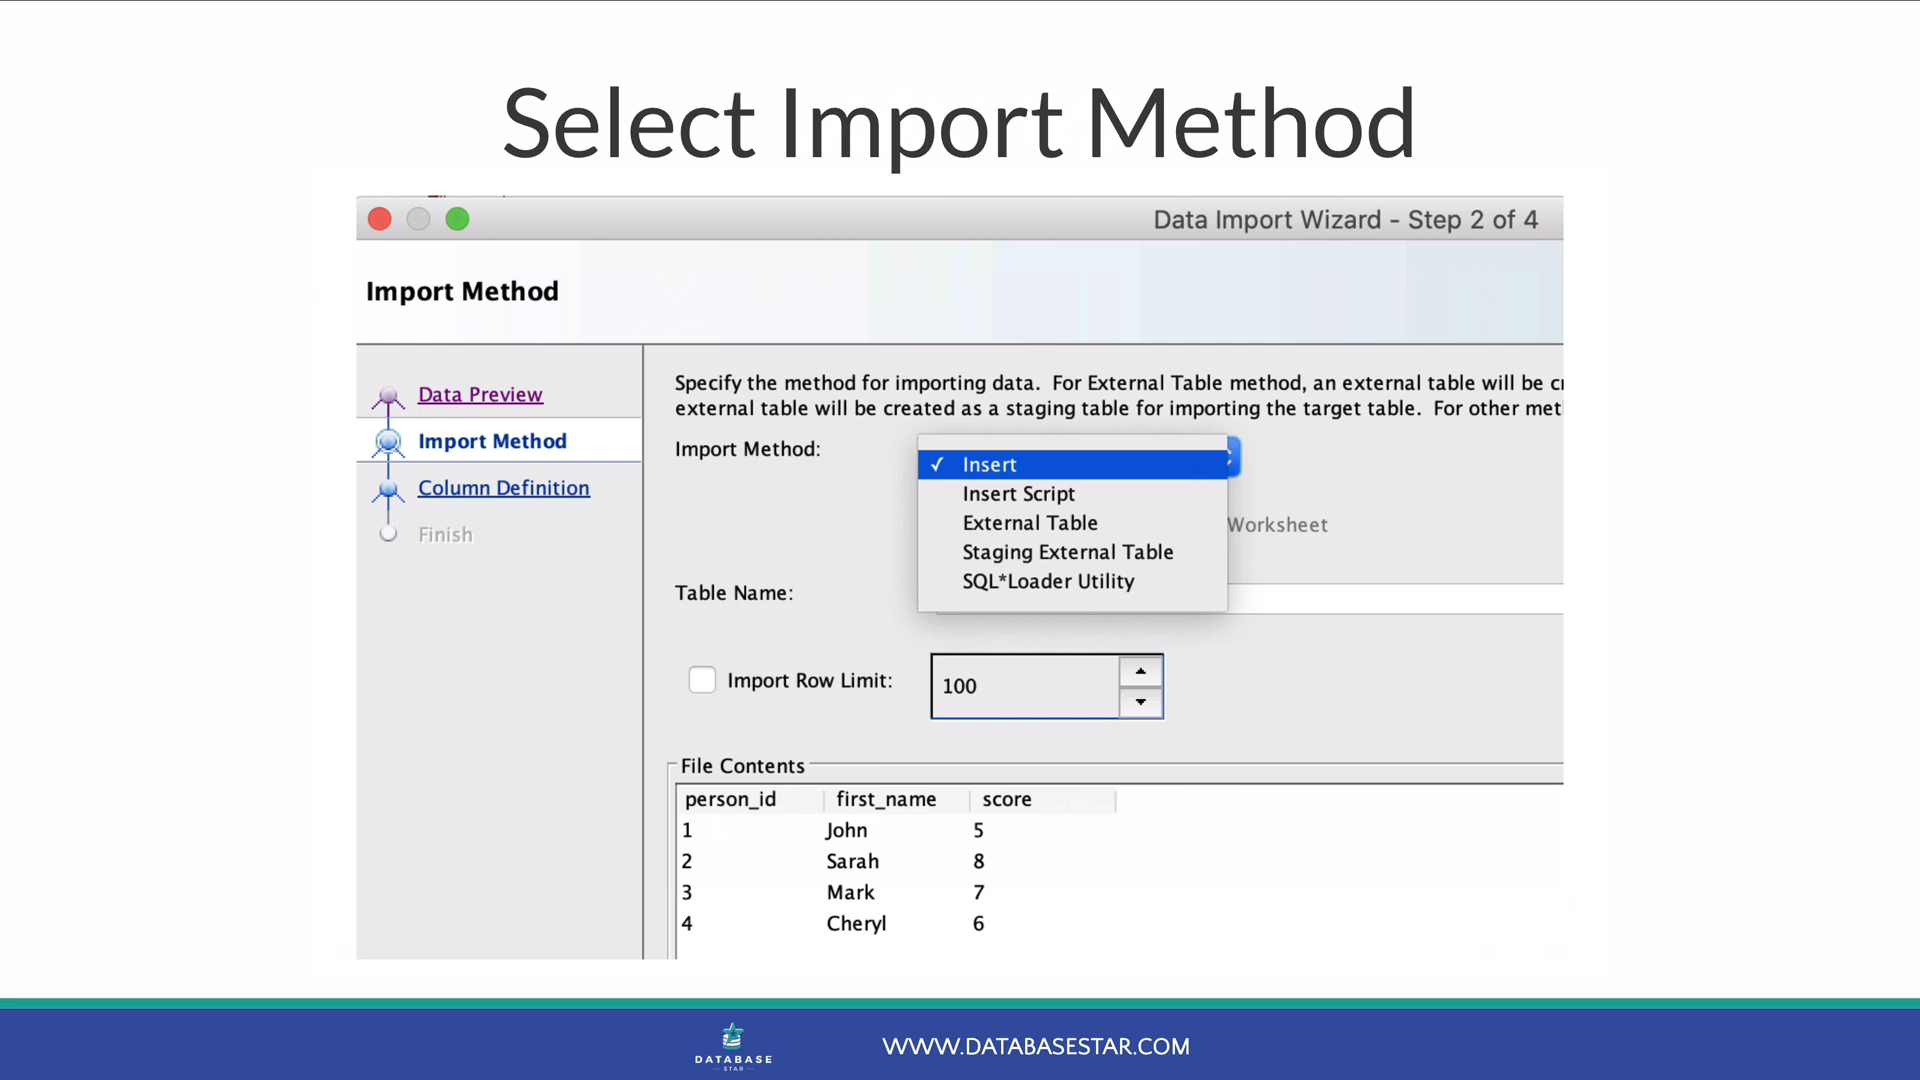 Select Import Method
Data Import Wizard - Step 2 of 4
Import Method
Data Preview
Import Method
Column Definition
Finish
Specify the method for importing data. For External Table method, an external table will be
external table will be created as a staging table for importing the target table. For other
Import Method:
✓ Insert
Insert Script
External Table
Staging External Table
SQL*Loader Utility
Worksheet
Table Name:
Import Row Limit: 100
File Contents
person_id first_name score
1 John 5
2 Sarah 8
3 Mark 7
4 Cheryl 6
DATABASE
STAR
WWW.DATABASESTAR.COM